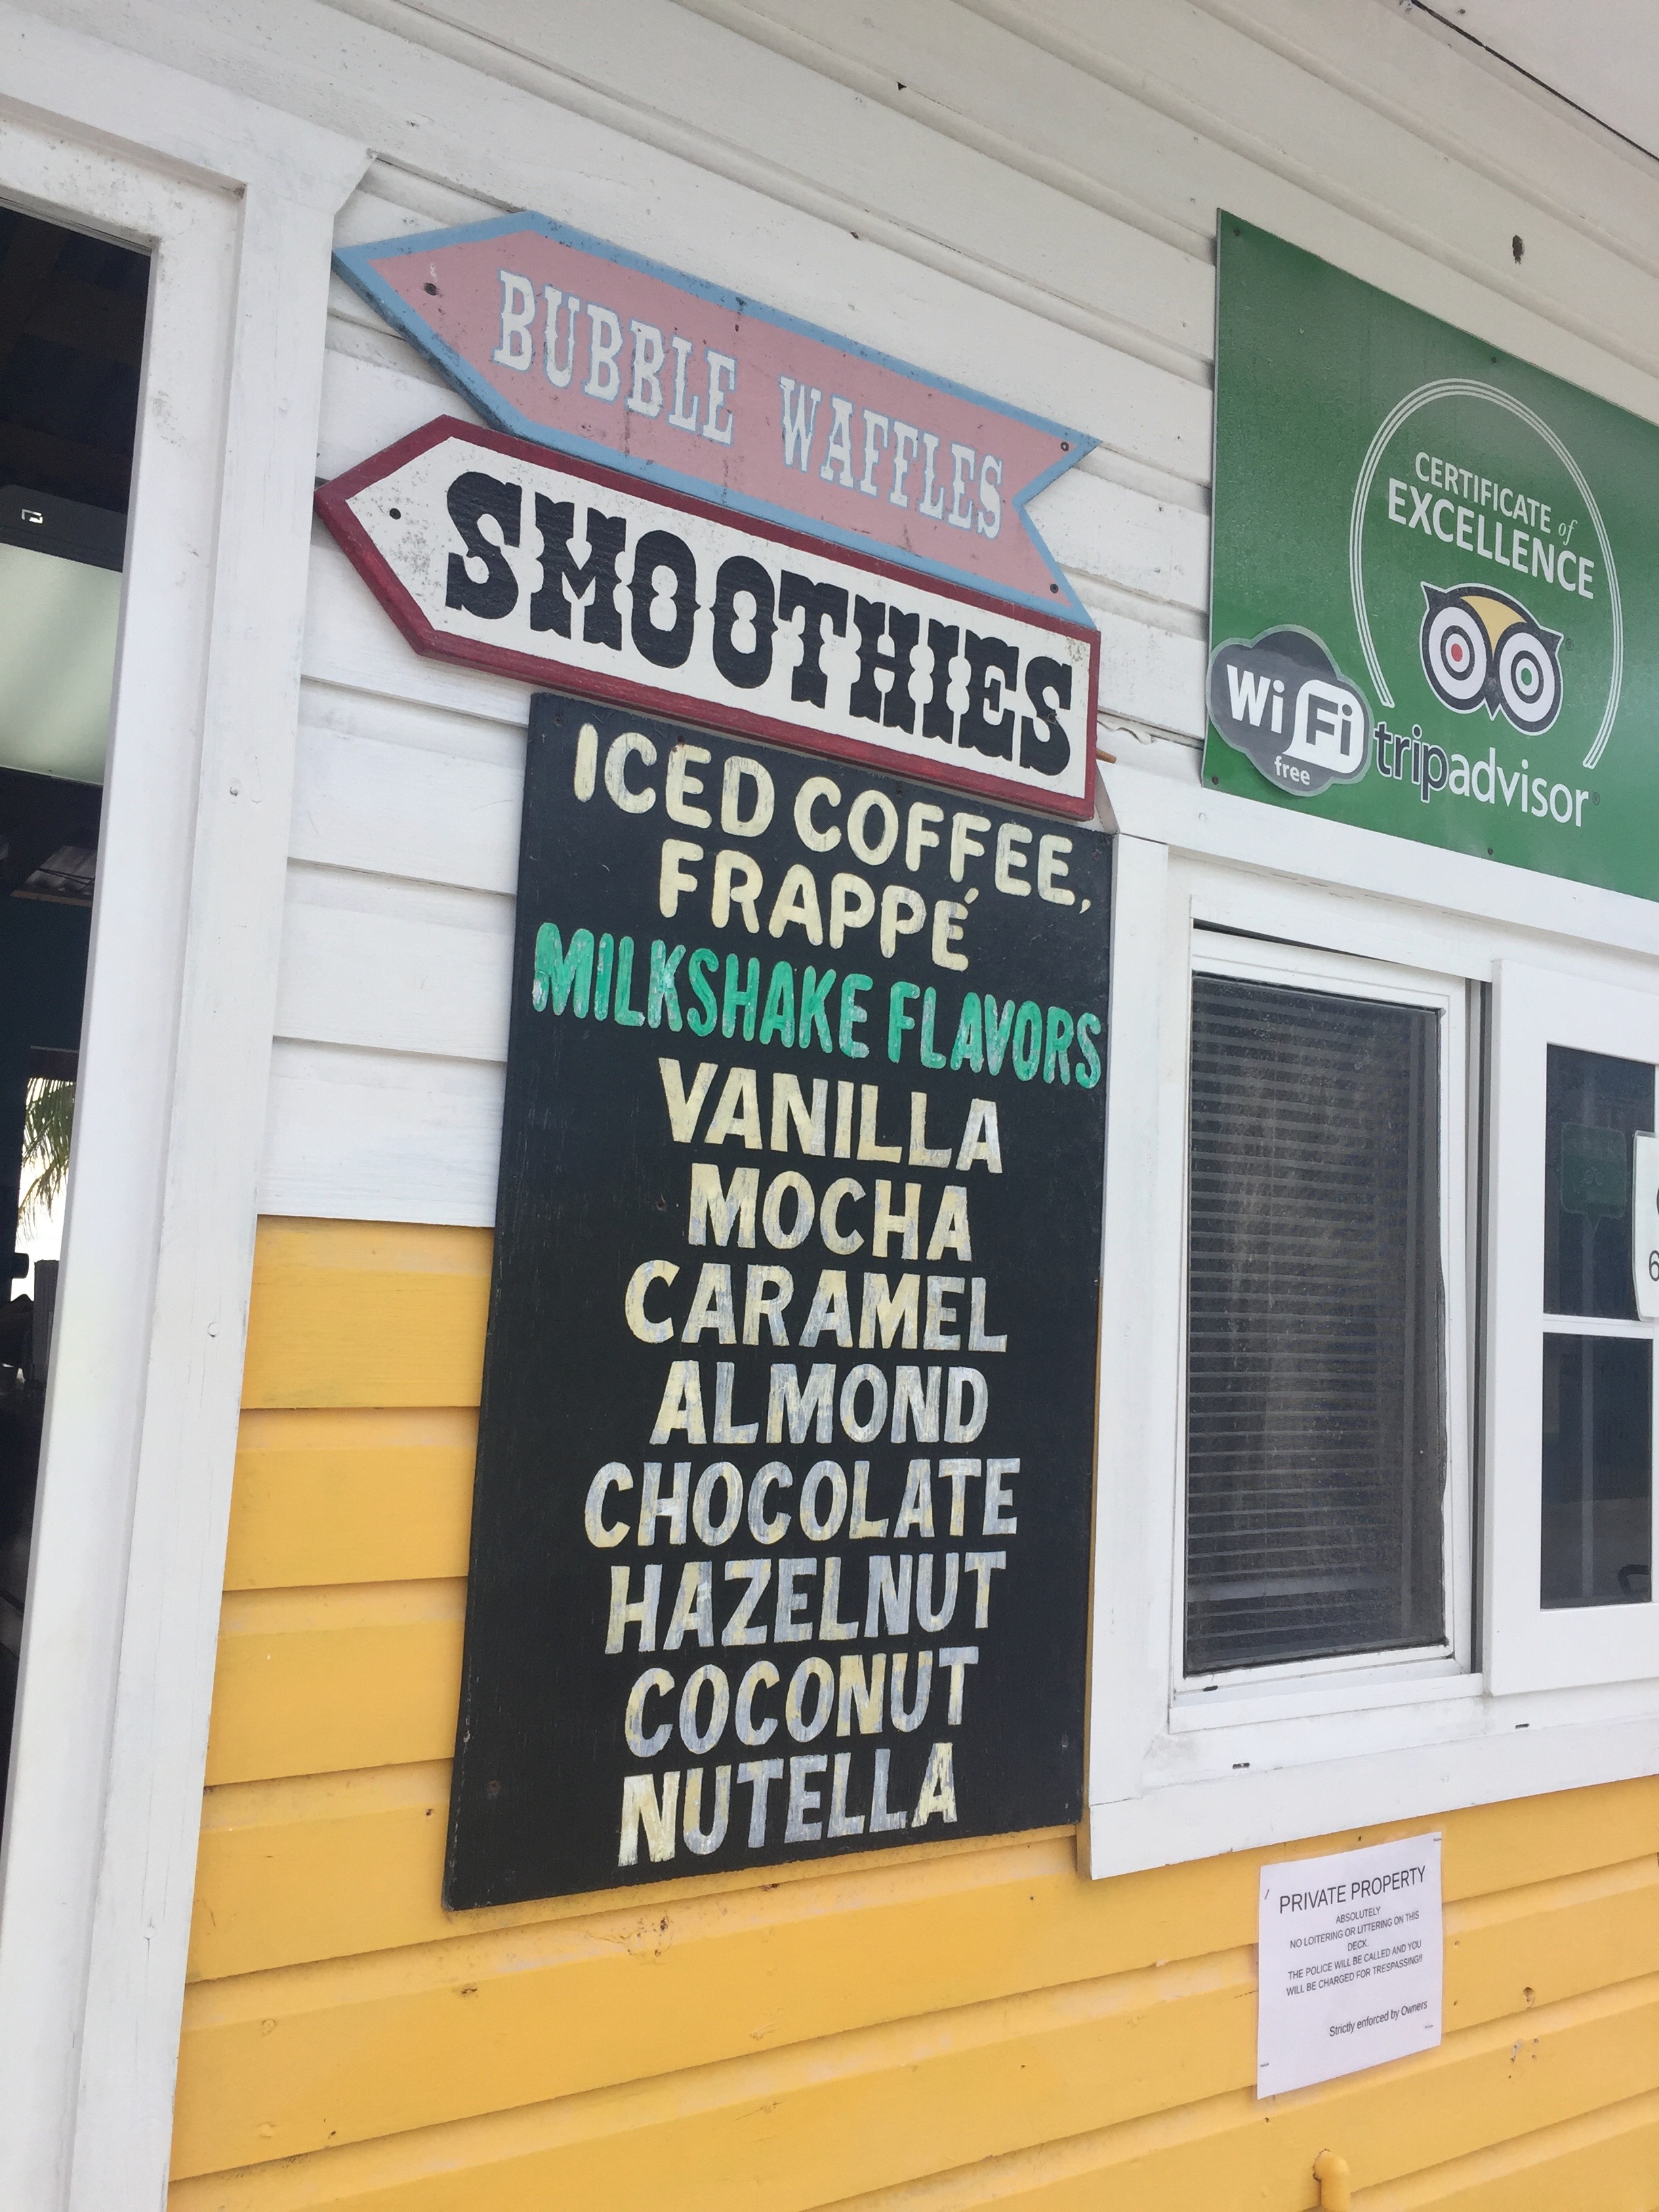 BUBBLE WAFFLES
SMOOTHIES
ICED COFFEE,
FRAPPÉ
MILKSHAKE FLAVORS
VANILLA
MOCHA
CARAMEL
ALMOND
CHOCOLATE
HAZELNUT
COCONUT
NUTELLA
CERTIFICATE of
EXCELLENCE
Wi Fi
free
tripadvisor
PRIVATE PROPERTY
ABSOLUTELY
NO LOITERING OR LITTERING ON THIS
DECK.
THE POLICE WILL BE CALLED AND YOU
WILL BE CHARGED FOR TRESPASSING!!
Strictly enforced by Owners